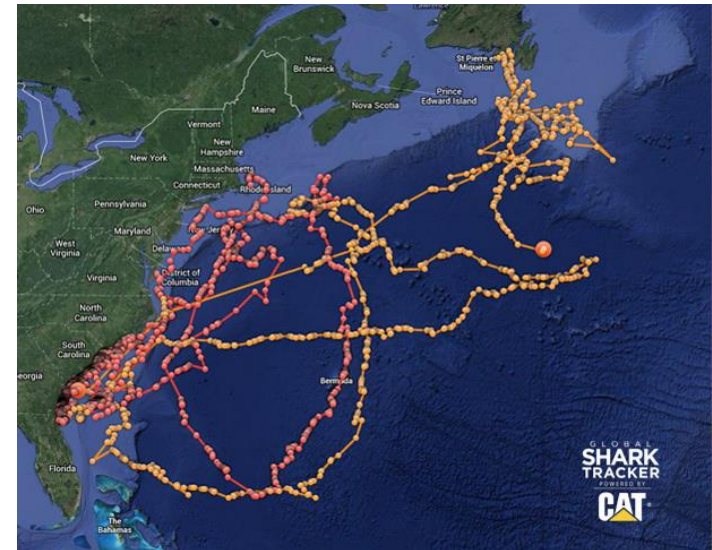 Lawrence
New
Brunswick
St Pierre et
Miquelon
Prince
Edward Island
Nova Scotia
Maine
Vermont
New
Hampshire
New York
Massachusetts
Connecticut
Rhode Island
Ohio
Pennsylvania
New Jersey
Maryland
West
Virginia
District of
Columbia
Virginia
North
Carolina
South
Carolina
Bermuda
Florida
The
Bahamas
GLOBAL
SHARK
TRACKER
POWERED BY
CAT